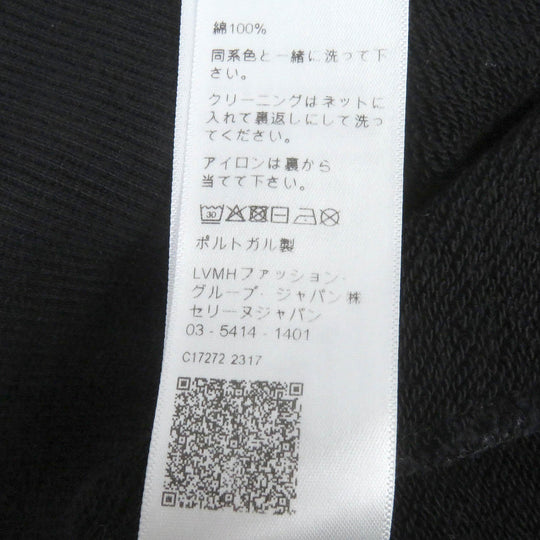 綿100%
同系色と一緒に洗って下
さい。
クリーニングはネットに
入れて裏返しにして洗っ
てください。
アイロンは裏から
当てて下さい。
30
ポルトガル製
LVMHファッション・
グループ・ジャパン㈱
セリーヌジャパン
03-5414-1401
C17272 2317